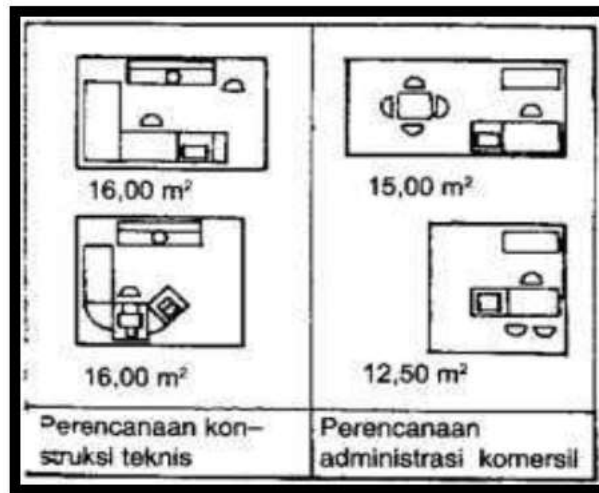 16,00 m²
15,00 m²
16,00 m²
12,50 m²
Perencanaan kon-
struksi teknis
Perencanaan
administrasi komersil